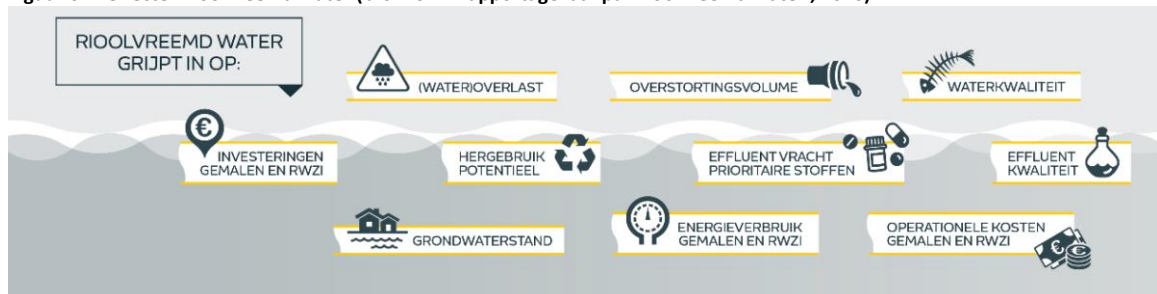 RIOOLVREEMD WATER
GRIJPT IN OP:
(WATER)OVERLAST
OVERSTORTINGSVOLUME
WATERKWALITEIT
INVESTERINGEN
GEMALEN EN RWZI
HERGEBRUIK
POTENTIEEL
EFFLUENT VRACHT
PRIORITAIRE STOFFEN
EFFLUENT
KWALITEIT
GRONDWATERSTAND
ENERGIEVERBRUIK
GEMALEN EN RWZI
OPERATIONELE KOSTEN
GEMALEN EN RWZI